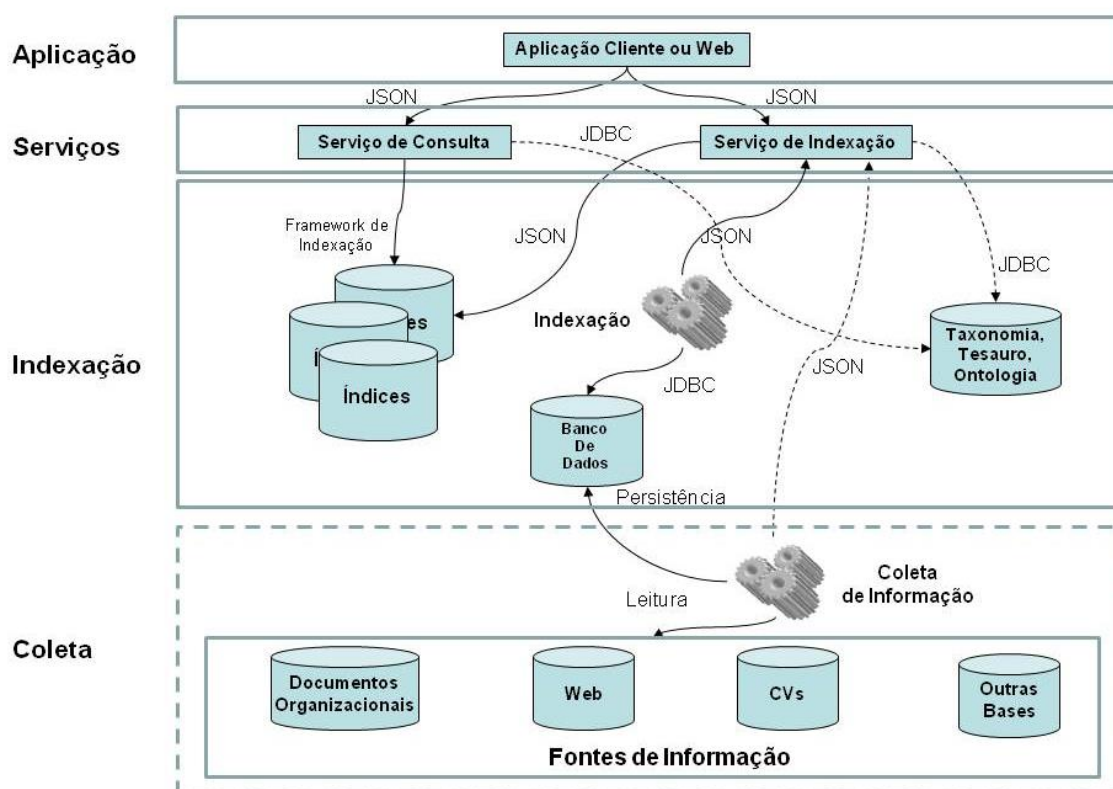 Aplicação
Aplicação Cliente ou Web
JSON
JSON
Serviços
Serviço de Consulta
JDBC
Serviço de Indexação
Framework de
Indexação
JSON
JSON
JDBC
Indexação
Indexação
Índices
JSON
JDBC
Taxonomia,
Tesauro,
Ontologia
Banco
De
Dados
Persistência
Coleta
de Informação
Leitura
Coleta
Documentos
Organizacionais
Web
CVs
Outras
Bases
Fontes de Informação